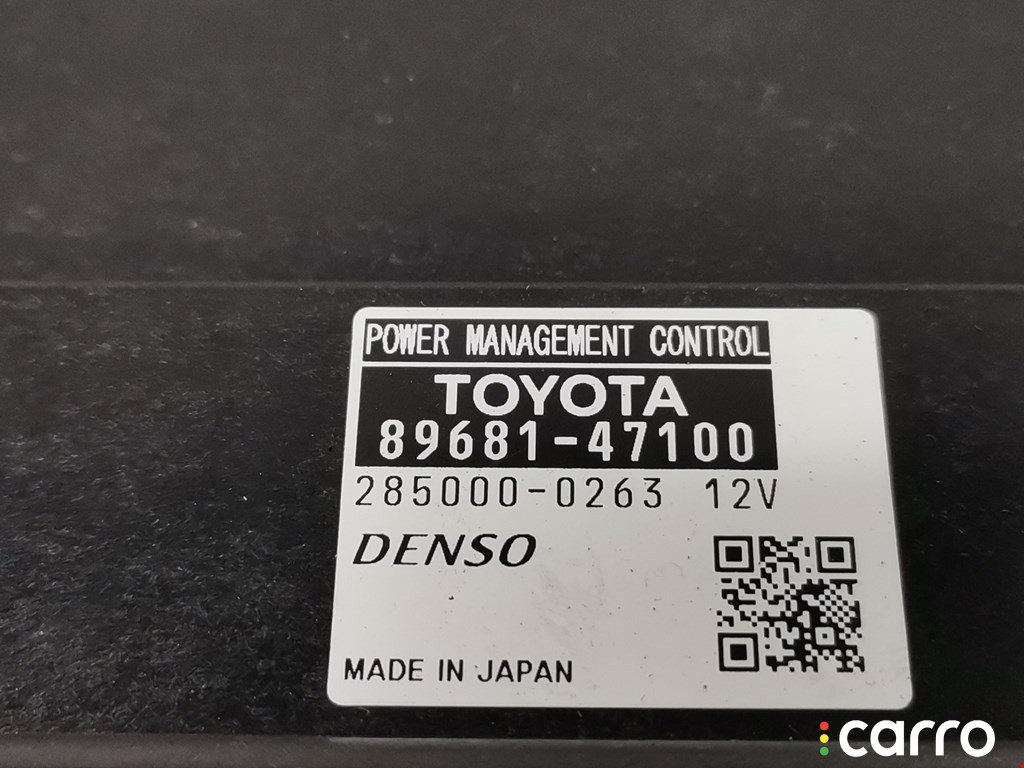 POWER MANAGEMENT CONTROL
TOYOTA
89681-47100
285000-0263 12V
DENSO
MADE IN JAPAN
carro